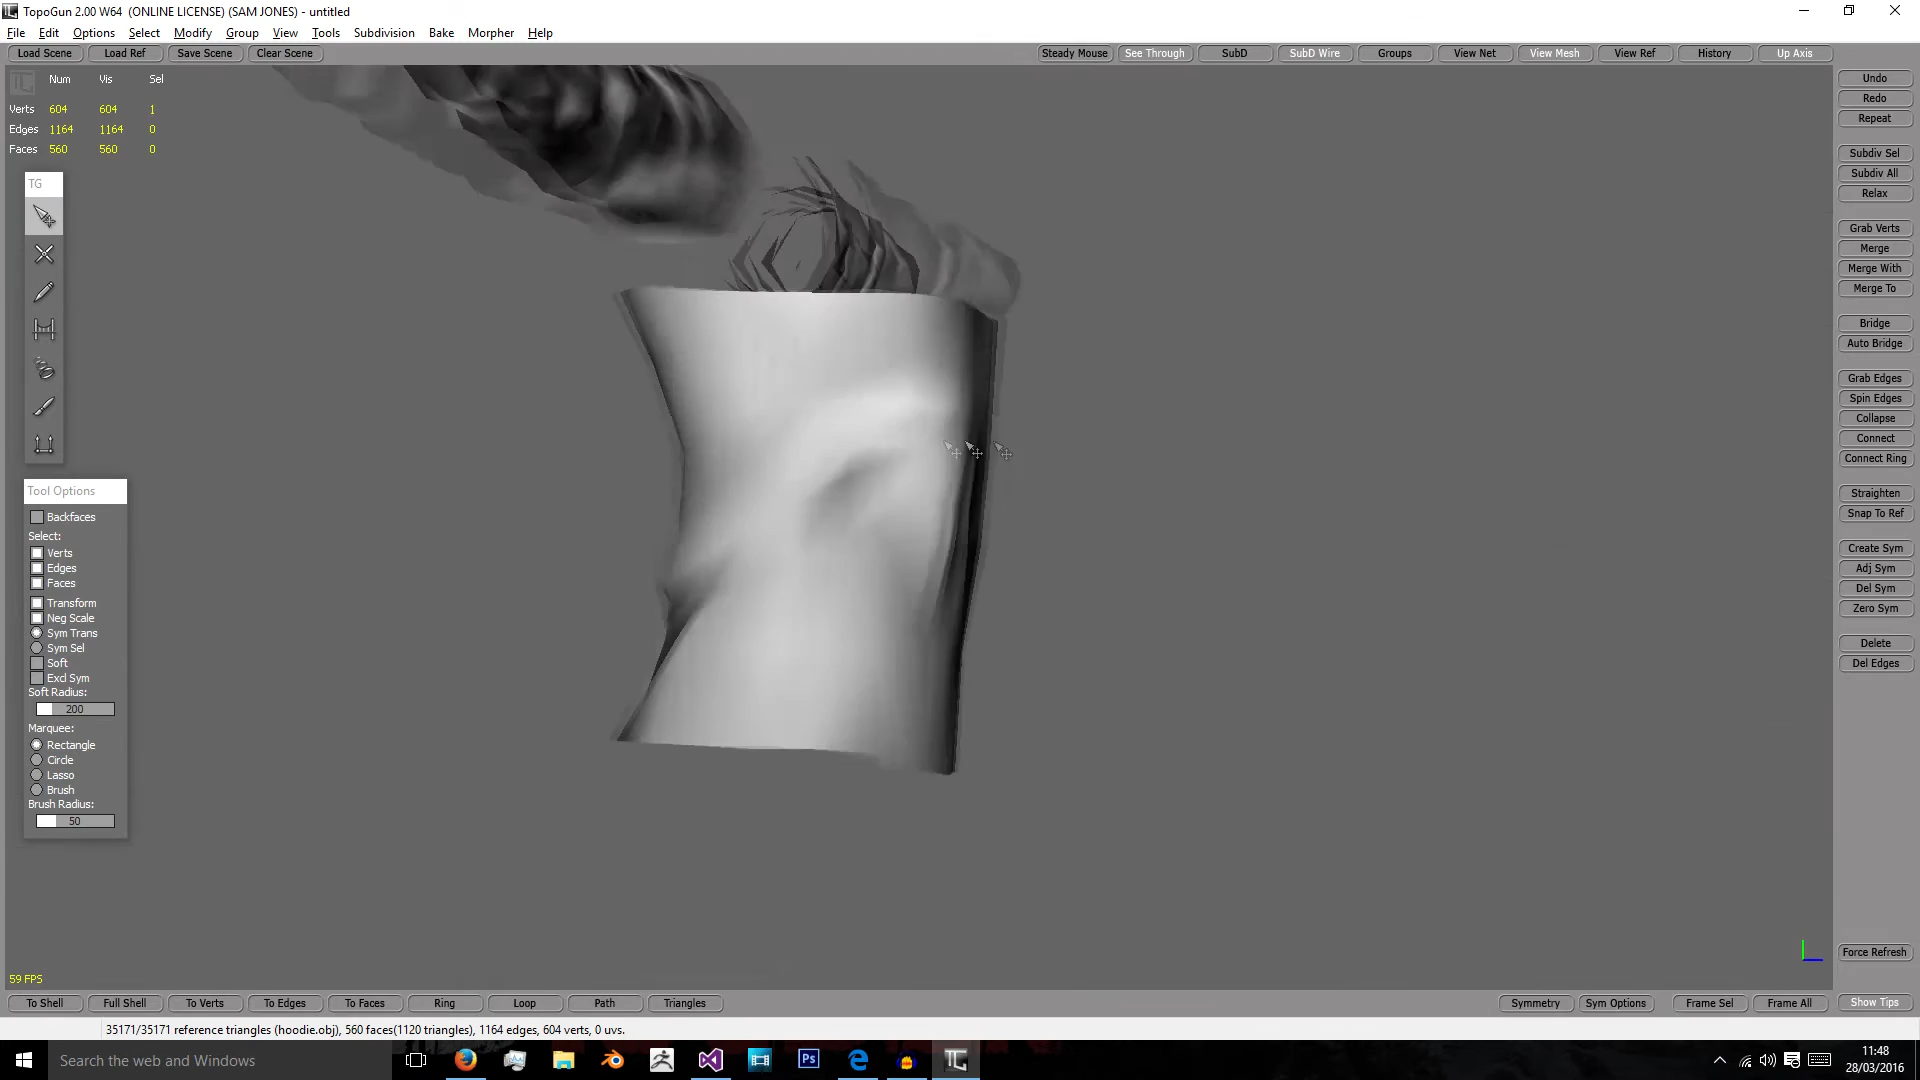 TopoGun 2.00 W64 (ONLINE LICENSE) (SAM JONES) - untitled
File Edit Options Select Modify Group View Tools Subdivision Bake Morpher Help
Load Scene Load Ref Save Scene Clear Scene Steady Mouse See Through SubD SubD Wire Groups View Net View Mesh View Ref History Up Axis
Num Vis Sel
Verts 604 604 1
Edges 1164 1164 0
Faces 560 560 0
TG
Tool Options
Backfaces
Select:
Verts
Edges
Faces
Transform
Neg Scale
Sym Trans
Sym Sel
Soft
Excl Sym
Soft Radius:
200
Marquee:
Rectangle
Circle
Lasso
Brush
Brush Radius:
50
Undo
Redo
Repeat
Subdiv Sel
Subdiv All
Relax
Grab Verts
Merge
Merge With
Merge To
Bridge
Auto Bridge
Grab Edges
Spin Edges
Collapse
Connect
Connect Ring
Straighten
Snap To Ref
Create Sym
Adj Sym
Del Sym
Zero Sym
Delete
Del Edges
Force Refresh
59 FPS
To Shell Full Shell To Verts To Edges To Faces Ring Loop Path Triangles Symmetry Sym Options Frame Sel Frame All Show Tips
35171/35171 reference triangles (hoodie.obj), 560 faces(1120 triangles), 1164 edges, 604 verts, 0 uvs.
Search the web and Windows
Ps
11:48
28/03/2016